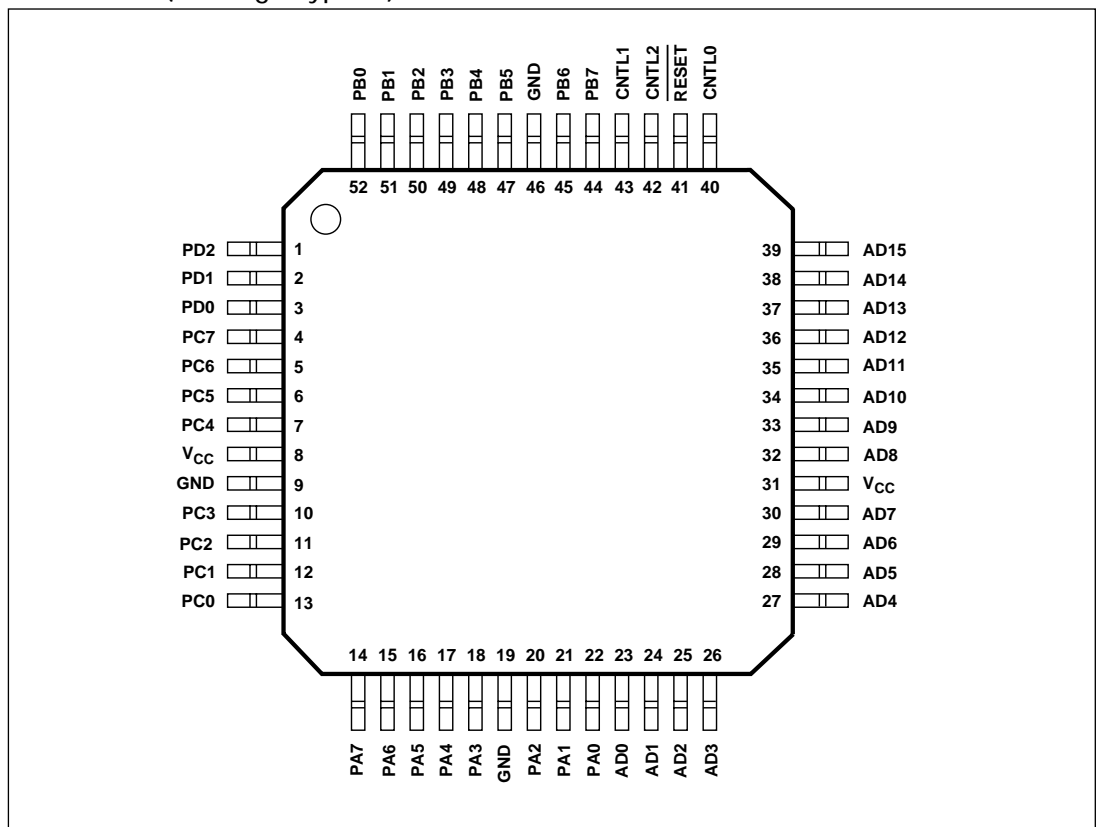 PB0
PB1
PB2
PB3
PB4
PB5
GND
PB6
PB7
CNTL1
CNTL2
RESET
CNTL0
52 51 50 49 48 47 46 45 44 43 42 41 40
PD2 1 39 AD15
PD1 2 38 AD14
PD0 3 37 AD13
PC7 4 36 AD12
PC6 5 35 AD11
PC5 6 34 AD10
PC4 7 33 AD9
VCC 8 32 AD8
GND 9 31 VCC
PC3 10 30 AD7
PC2 11 29 AD6
PC1 12 28 AD5
PC0 13 27 AD4
14 15 16 17 18 19 20 21 22 23 24 25 26
PA7
PA6
PA5
PA4
PA3
GND
PA2
PA1
PA0
AD0
AD1
AD2
AD3